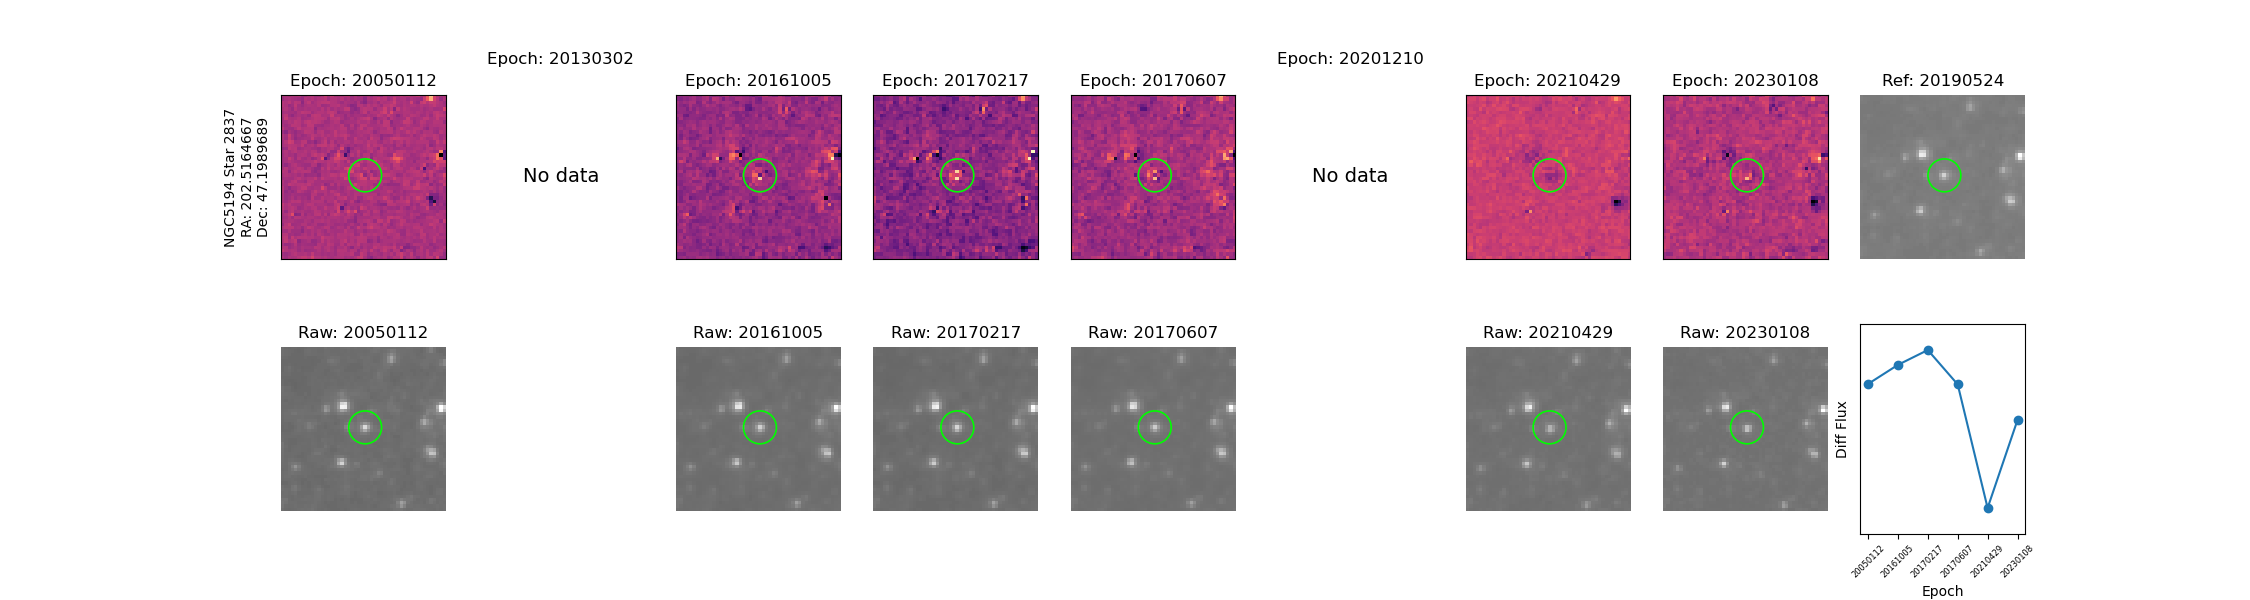 Epoch: 20130302
Epoch: 20201210
Epoch: 20050112
Epoch: 20161005
Epoch: 20170217
Epoch: 20170607
Epoch: 20210429
Epoch: 20230108
Ref: 20190524
NGC5194 Star 2837
RA: 202.5164667
Dec: 47.1989689
No data
No data
Raw: 20050112
Raw: 20161005
Raw: 20170217
Raw: 20170607
Raw: 20210429
Raw: 20230108
Diff Flux
20050112
20161005
20170217
20170607
20210429
20230108
Epoch